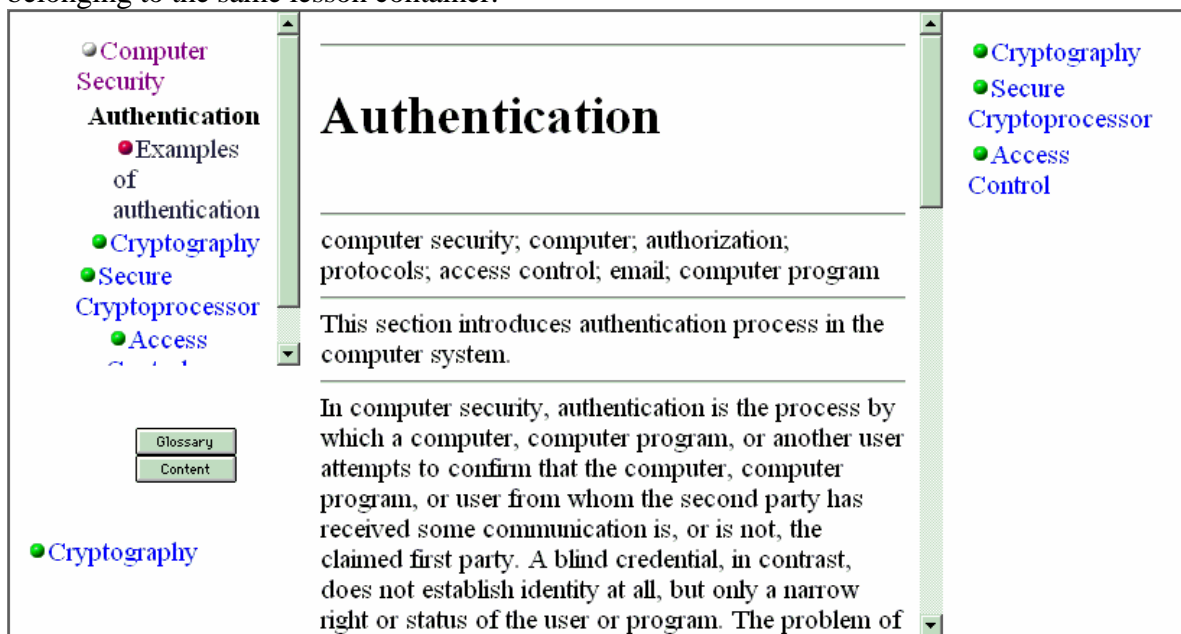 belonging to the same lesson container.
Computer
Security
Authentication
Examples
of
authentication
Cryptography
Secure
Cryptoprocessor
Access
Glossary
Content
Cryptography
Authentication
computer security; computer; authorization;
protocols; access control; email; computer program
This section introduces authentication process in the
computer system.
In computer security, authentication is the process by
which a computer, computer program, or another user
attempts to confirm that the computer, computer
program, or user from whom the second party has
received some communication is, or is not, the
claimed first party. A blind credential, in contrast,
does not establish identity at all, but only a narrow
right or status of the user or program. The problem of
Cryptography
Secure
Cryptoprocessor
Access
Control